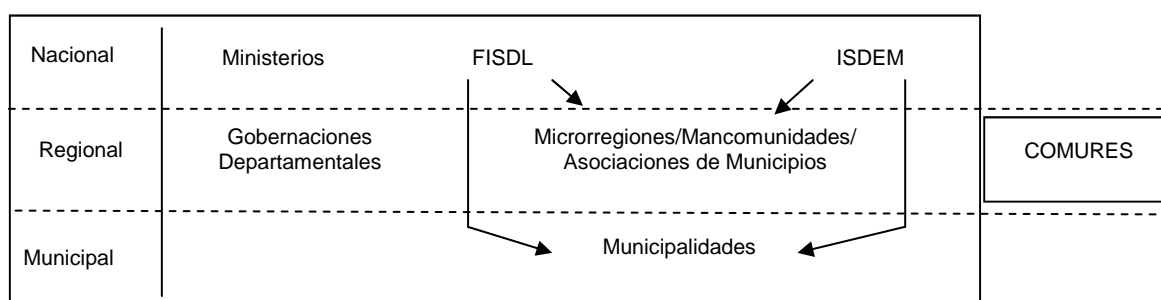 Nacional
Ministerios
FISDL
ISDEM
Regional
Gobernaciones
Departamentales
Microrregiones/Mancomunidades/
Asociaciones de Municipios
COMURES
Municipal
Municipalidades